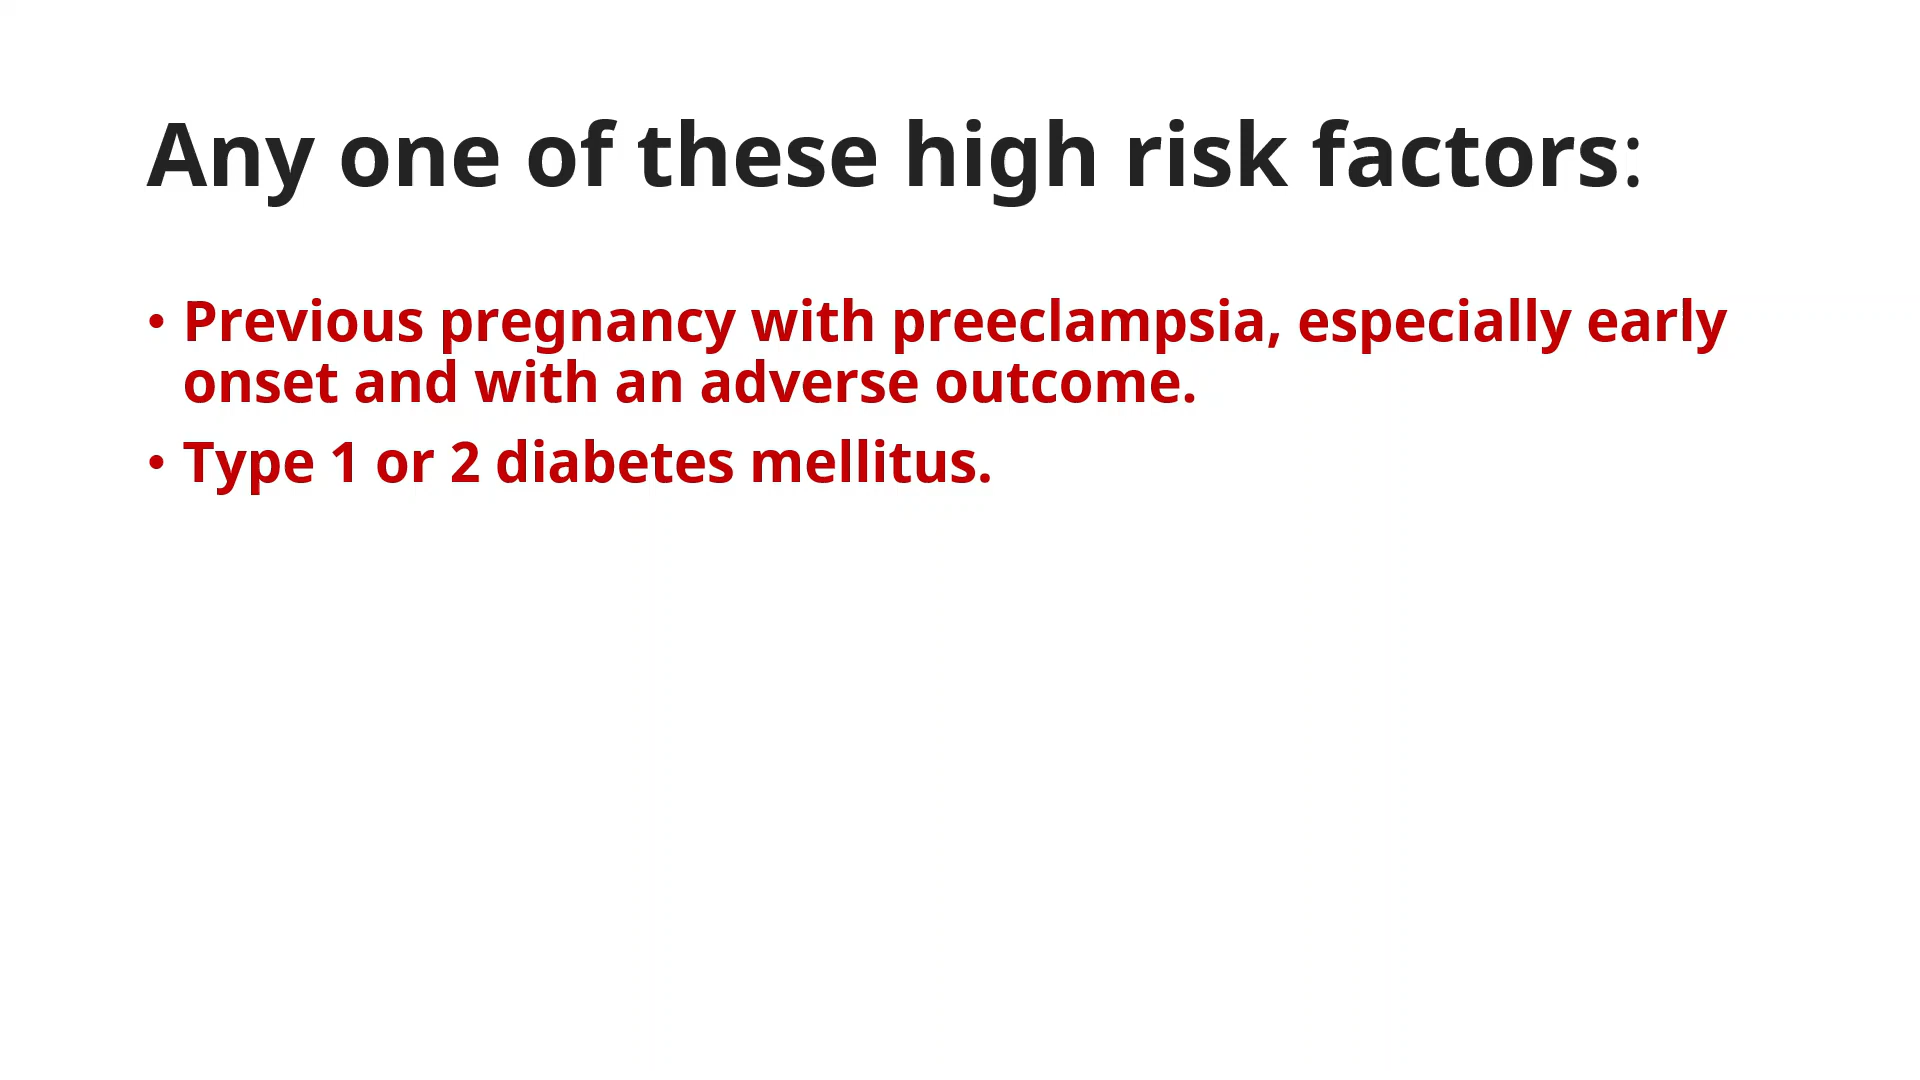 Any one of these high risk factors:
• Previous pregnancy with preeclampsia, especially early
onset and with an adverse outcome.
• Type 1 or 2 diabetes mellitus.